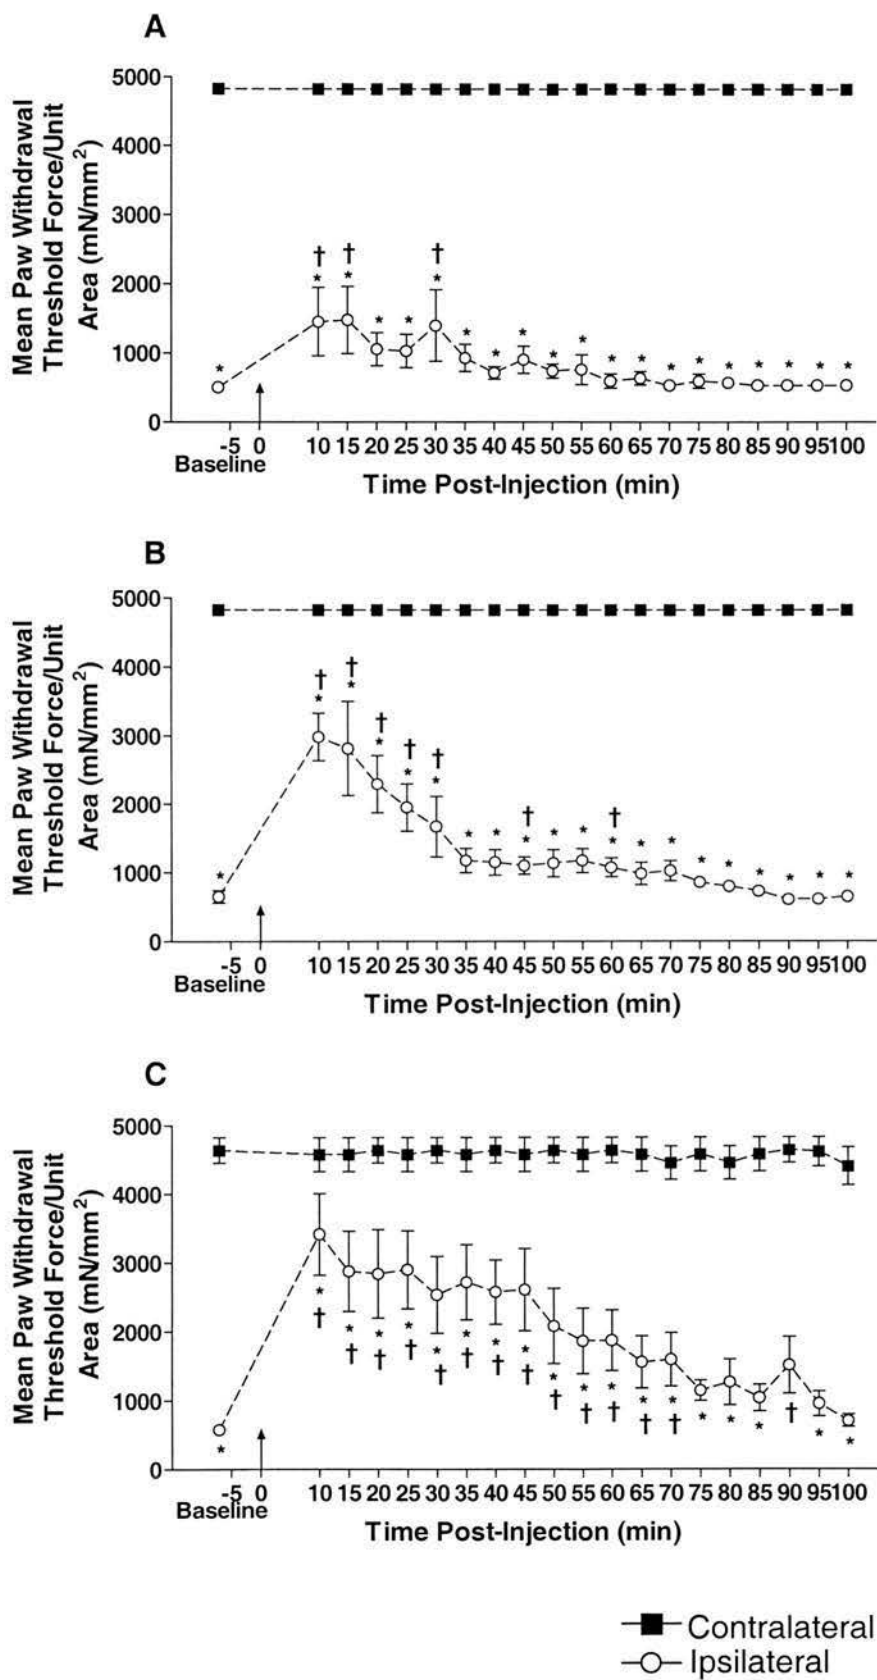 A
Mean Paw Withdrawal
Threshold Force/Unit
Area (mN/mm²)
5000
4000
3000
2000
1000
0
† † †
* * * * * * * * * * * * * * * * * * * *
-5 0 10 15 20 25 30 35 40 45 50 55 60 65 70 75 80 85 90 95 100
Baseline
Time Post-Injection (min)
B
Mean Paw Withdrawal
Threshold Force/Unit
Area (mN/mm²)
5000
4000
3000
2000
1000
0
† † † † † † †
* * * * * * * * * * * * * * * * * * * *
-5 0 10 15 20 25 30 35 40 45 50 55 60 65 70 75 80 85 90 95 100
Baseline
Time Post-Injection (min)
C
Mean Paw Withdrawal
Threshold Force/Unit
Area (mN/mm²)
5000
4000
3000
2000
1000
0
* * * * * * * * * * * * * * * * * * *
† † † † † † † † † † † † † †
-5 0 10 15 20 25 30 35 40 45 50 55 60 65 70 75 80 85 90 95 100
Baseline
Time Post-Injection (min)
Contralateral
Ipsilateral